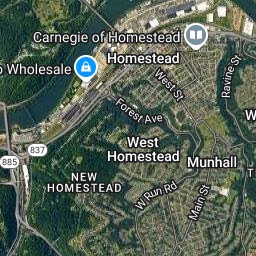 Carnegie of Homestead
Wholesale
Homestead
Ravine St
West St
Forest Ave
W
West
Homestead
Munhall
837
885
NEW
HOMESTEAD
W Run Rd
Main St
T